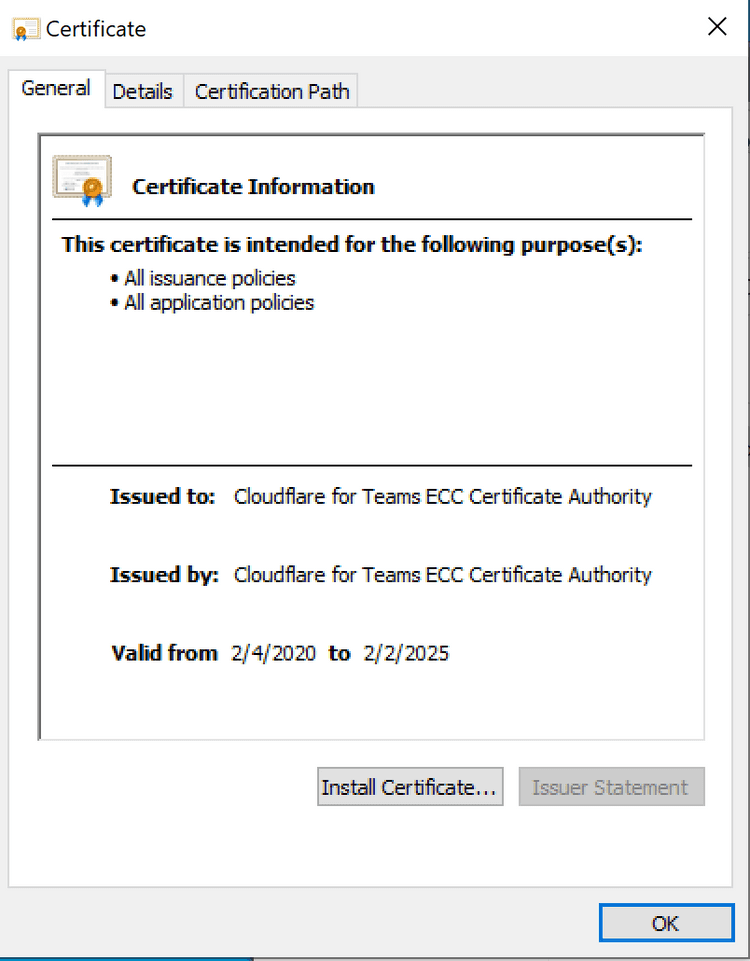 Certificate
General Details Certification Path
Certificate Information
This certificate is intended for the following purpose(s):
• All issuance policies
• All application policies
Issued to: Cloudflare for Teams ECC Certificate Authority
Issued by: Cloudflare for Teams ECC Certificate Authority
Valid from 2/4/2020 to 2/2/2025
Install Certificate... Issuer Statement
OK